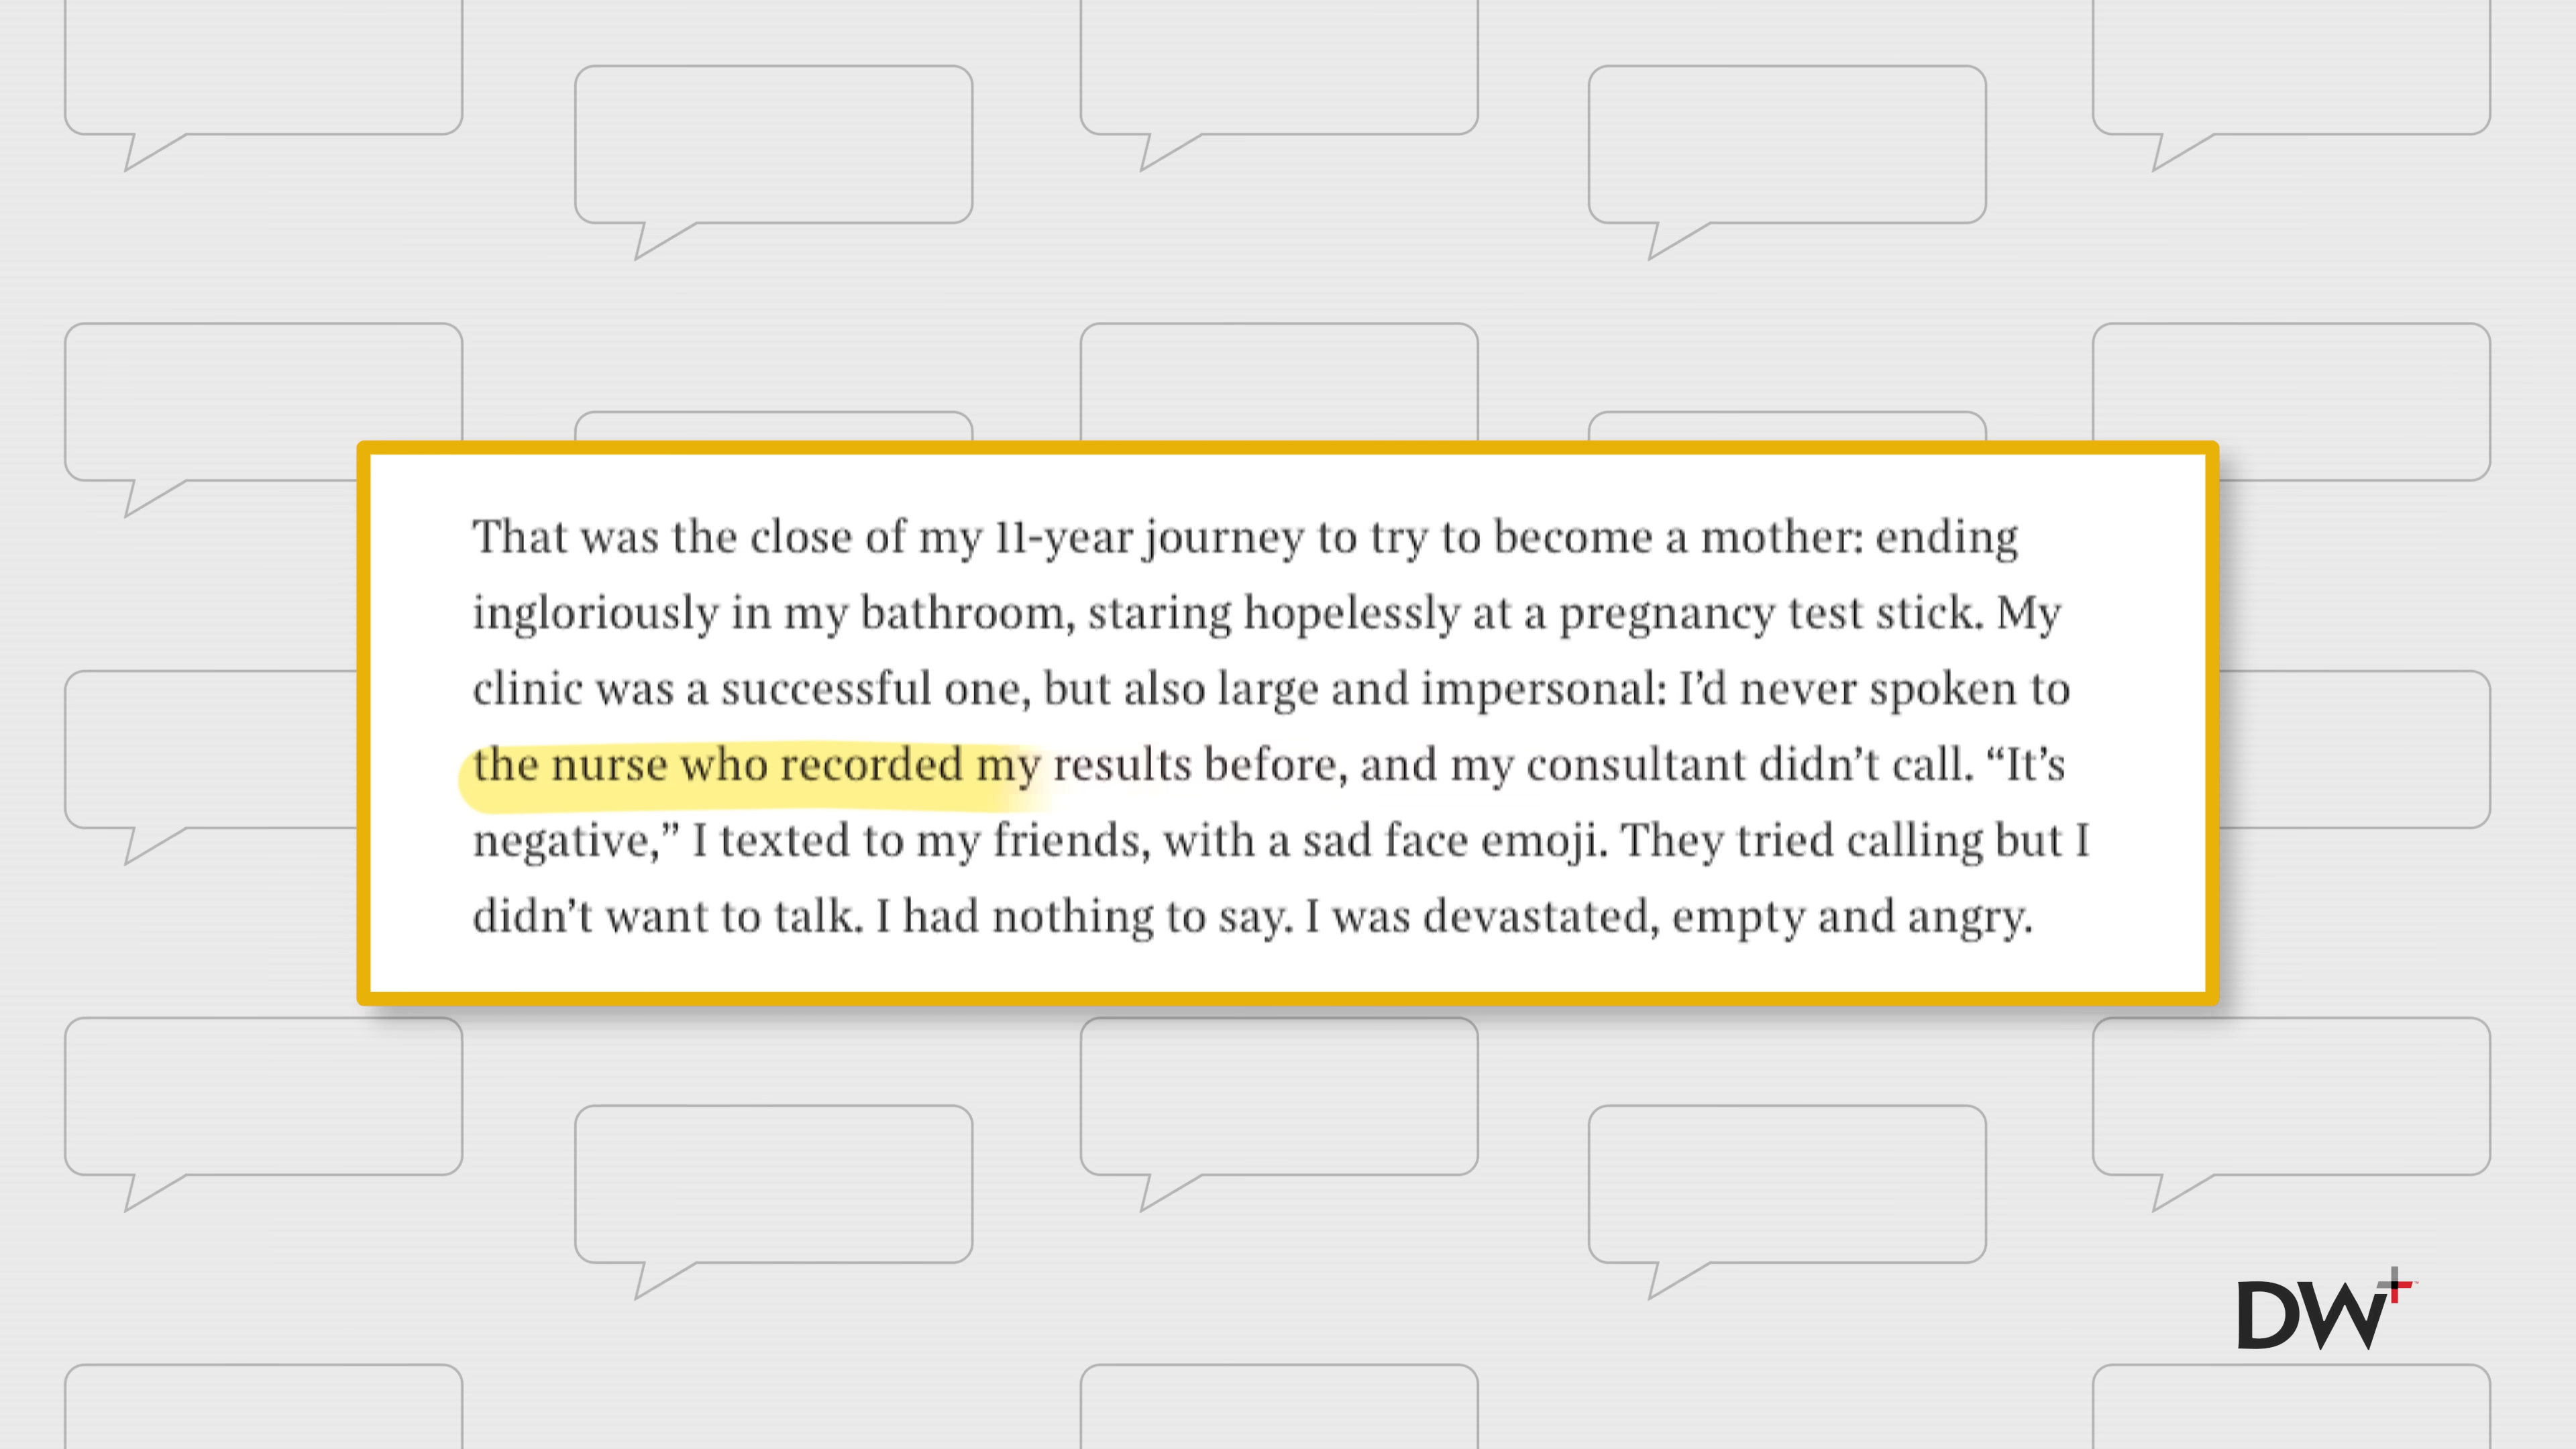 That was the close of my 11-year journey to try to become a mother: ending
ingloriously in my bathroom, staring hopelessly at a pregnancy test stick. My
clinic was a successful one, but also large and impersonal: I’d never spoken to
the nurse who recorded my results before, and my consultant didn’t call. “It’s
negative,” I texted to my friends, with a sad face emoji. They tried calling but I
didn’t want to talk. I had nothing to say. I was devastated, empty and angry.
DW+